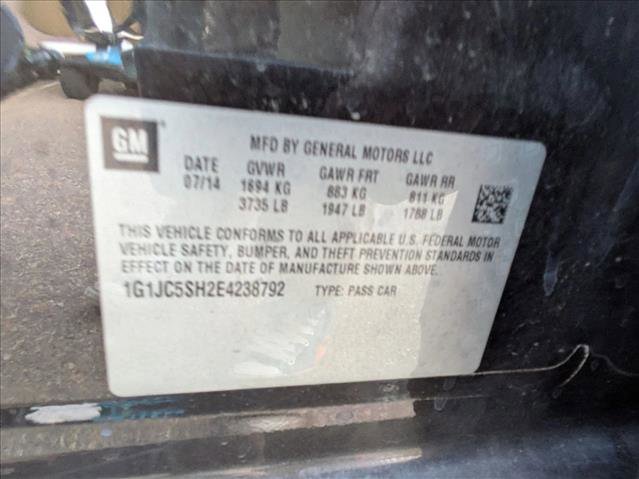 GM
MFD BY GENERAL MOTORS LLC
DATE GVWR GAWR FRT GAWR RR
07/14 1694 KG 883 KG 811 KG
3735 LB 1947 LB 1788 LB
THIS VEHICLE CONFORMS TO ALL APPLICABLE U.S. FEDERAL MOTOR
VEHICLE SAFETY, BUMPER, AND THEFT PREVENTION STANDARDS IN
EFFECT ON THE DATE OF MANUFACTURE SHOWN ABOVE.
1G1JC5SH2E4238792 TYPE: PASS CAR